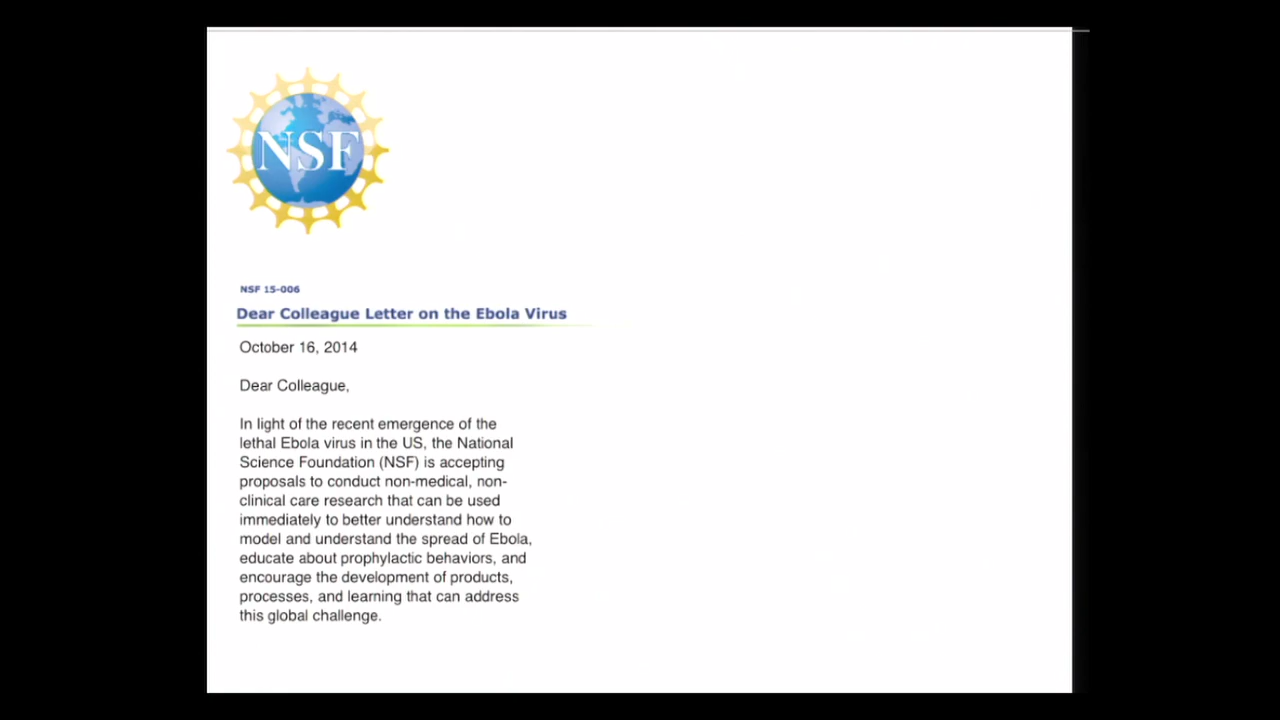 NSF
NSF 15-006
Dear Colleague Letter on the Ebola Virus
October 16, 2014
Dear Colleague,
In light of the recent emergence of the
lethal Ebola virus in the US, the National
Science Foundation (NSF) is accepting
proposals to conduct non-medical, non-
clinical care research that can be used
immediately to better understand how to
model and understand the spread of Ebola,
educate about prophylactic behaviors, and
encourage the development of products,
processes, and learning that can address
this global challenge.